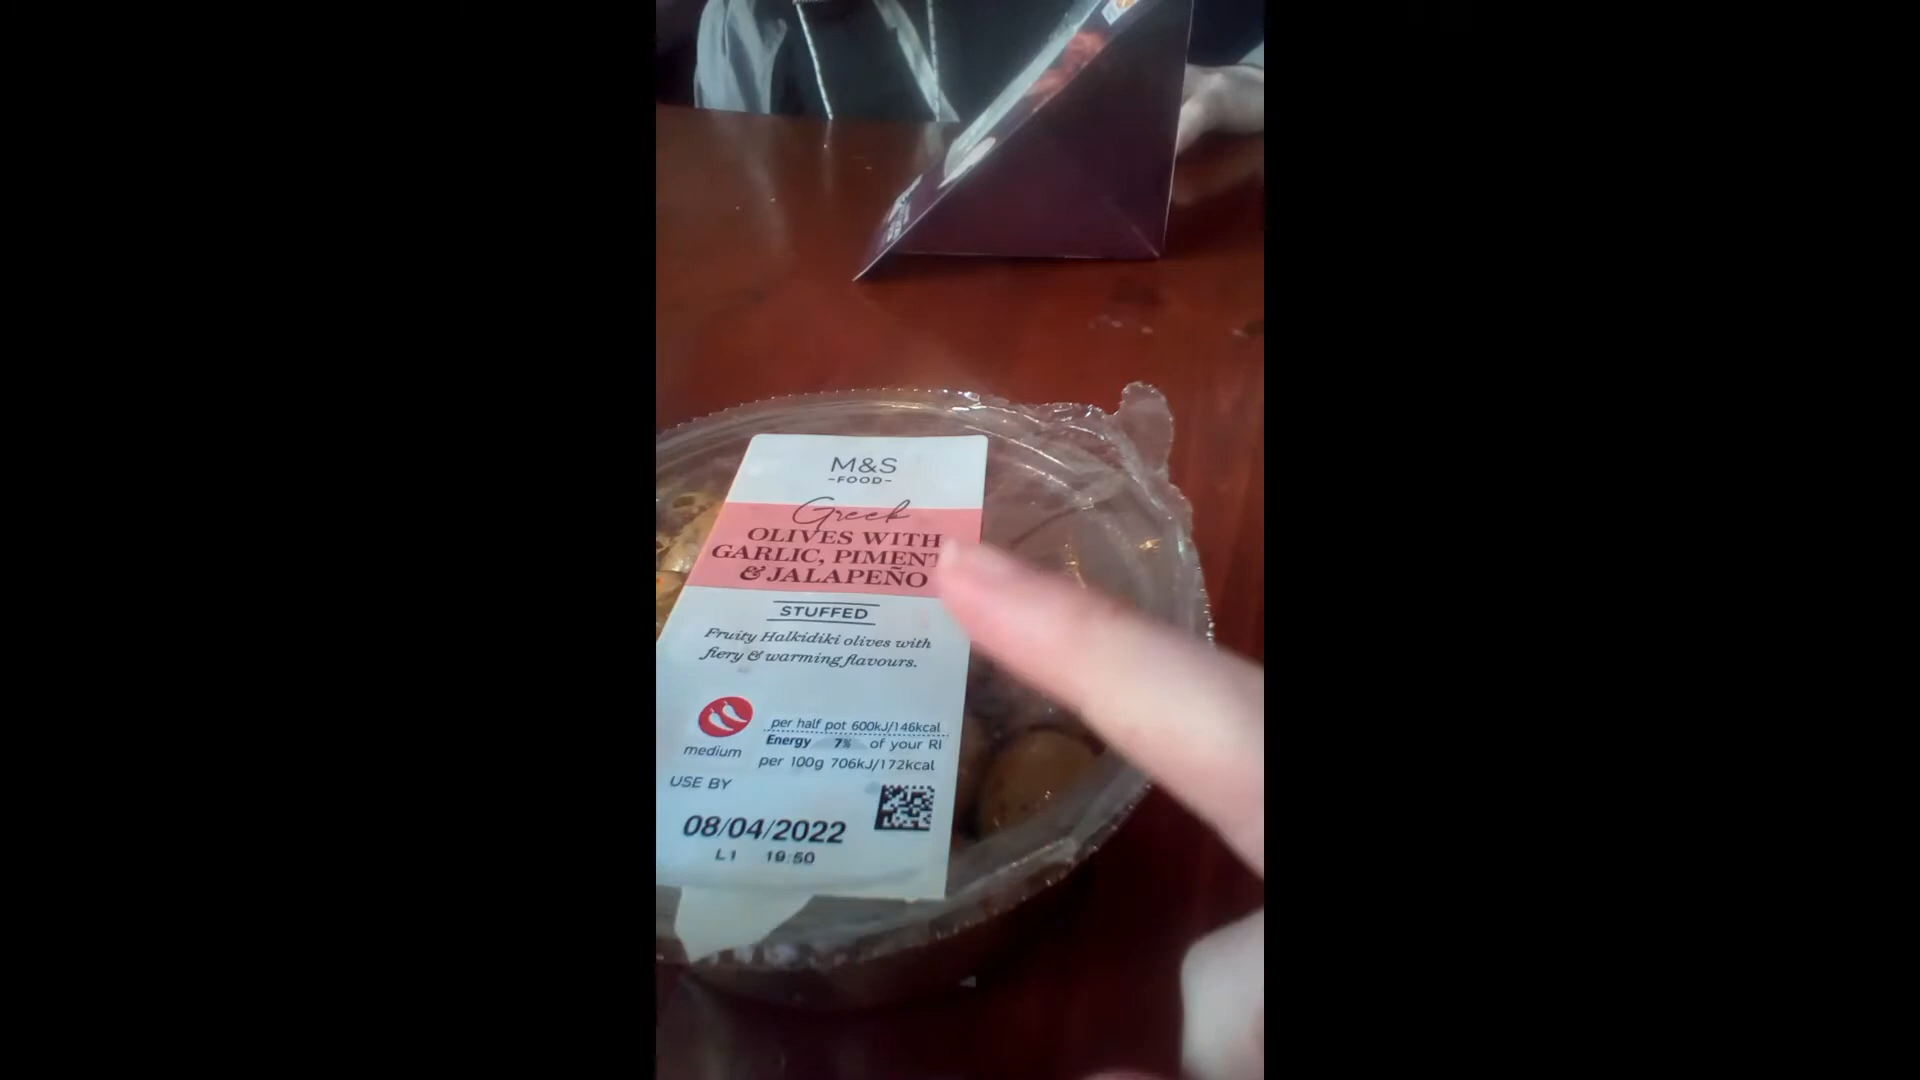 M&S
-FOOD-
Greek
OLIVES WITH
GARLIC, PIMENT
& JALAPEÑO
STUFFED
Fruity Halkidiki olives with
fiery & warming flavours.
medium
per half pot 600kJ/146kcal
Energy 7% of your RI
per 100g 706kJ/172kcal
USE BY
08/04/2022
L1 19:50